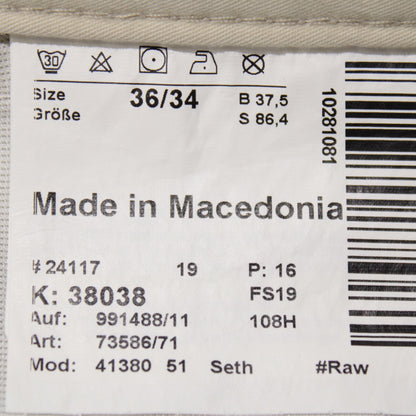 30
Size 36/34 B 37,5
Größe S 86,4
10281081
Made in Macedonia
# 24117 19 P: 16
K: 38038 FS19
Auf: 991488/11 108H
Art: 73586/71
Mod: 41380 51 Seth #Raw